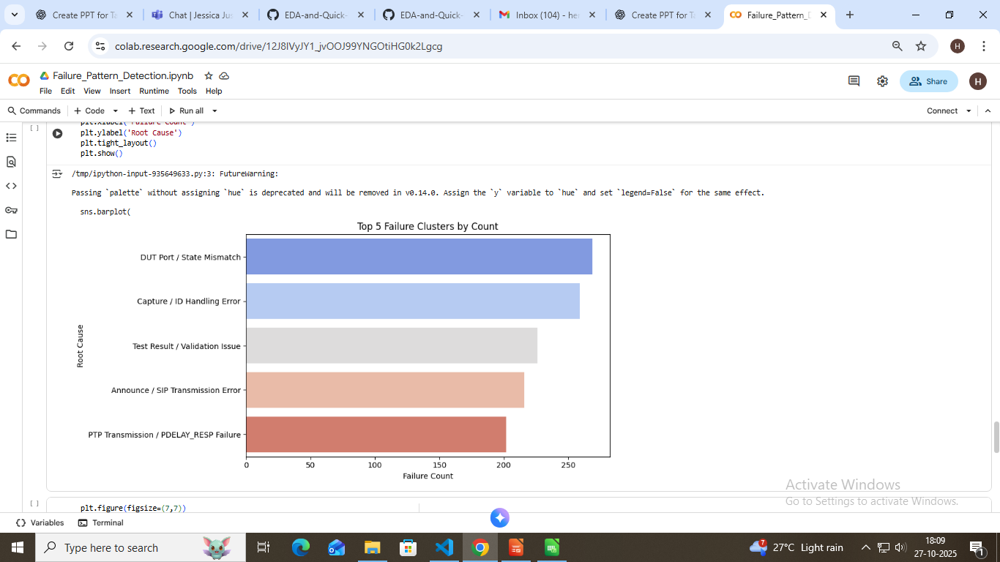 Create PPT for Ta
Chat | Jessica Jus
EDA-and-Quick-
EDA-and-Quick-
Inbox (104) - he
Create PPT for Ta
Failure_Pattern_D
colab.research.google.com/drive/12J8lVyJY1_jvOOJ99YNGOtiHG0k2Lgcg
H
CO
Failure_Pattern_Detection.ipynb
File Edit View Insert Runtime Tools Help
Share
H
Commands + Code + Text Run all
Connect
[ ]
plt.xlabel('Failure Count')
plt.ylabel('Root Cause')
plt.tight_layout()
plt.show()
/tmp/ipython-input-935649633.py:3: FutureWarning:
Passing `palette` without assigning `hue` is deprecated and will be removed in v0.14.0. Assign the `y` variable to `hue` and set `legend=False` for the same effect.
sns.barplot(
Top 5 Failure Clusters by Count
DUT Port / State Mismatch
Capture / ID Handling Error
Test Result / Validation Issue
Announce / SIP Transmission Error
PTP Transmission / PDELAY_RESP Failure
Root Cause
0 50 100 150 200 250
Failure Count
Activate Windows
Go to Settings to activate Windows.
[ ]
plt.figure(figsize=(7,7))
Variables Terminal
Type here to search
7
27°C Light rain
18:09
27-10-2025
1